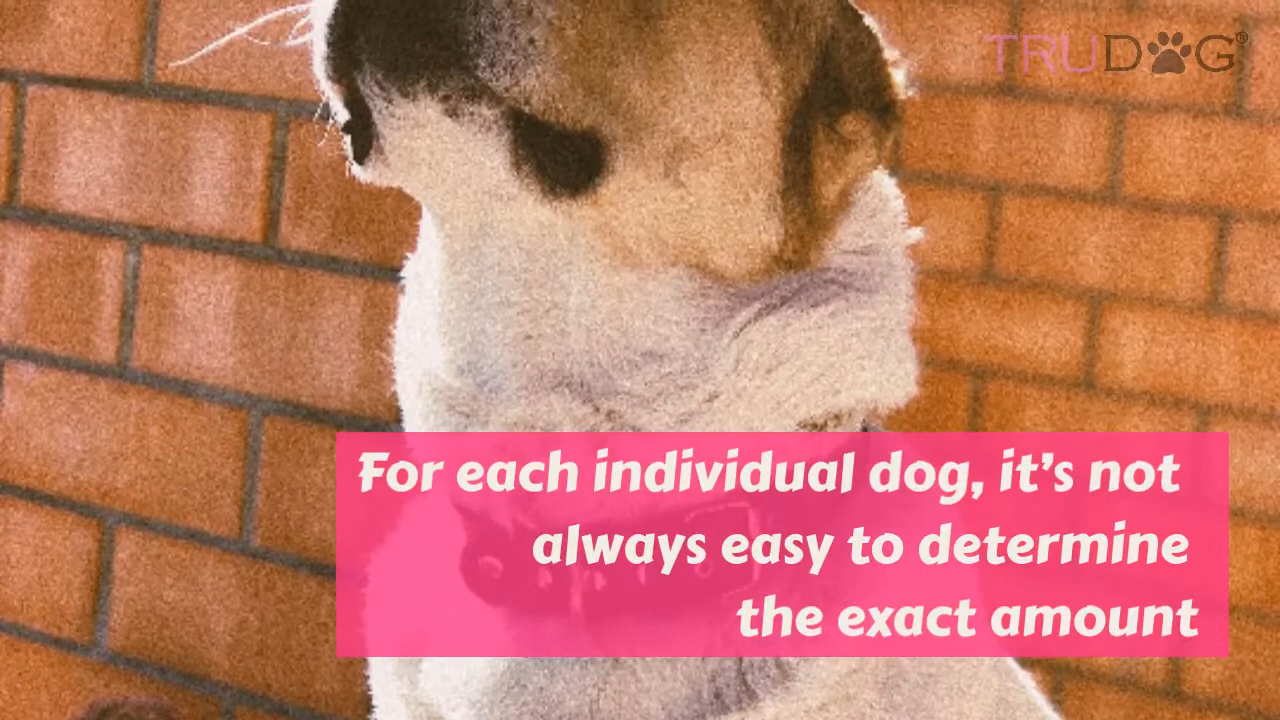 TRUDOG®
For each individual dog, it's not
always easy to determine
the exact amount